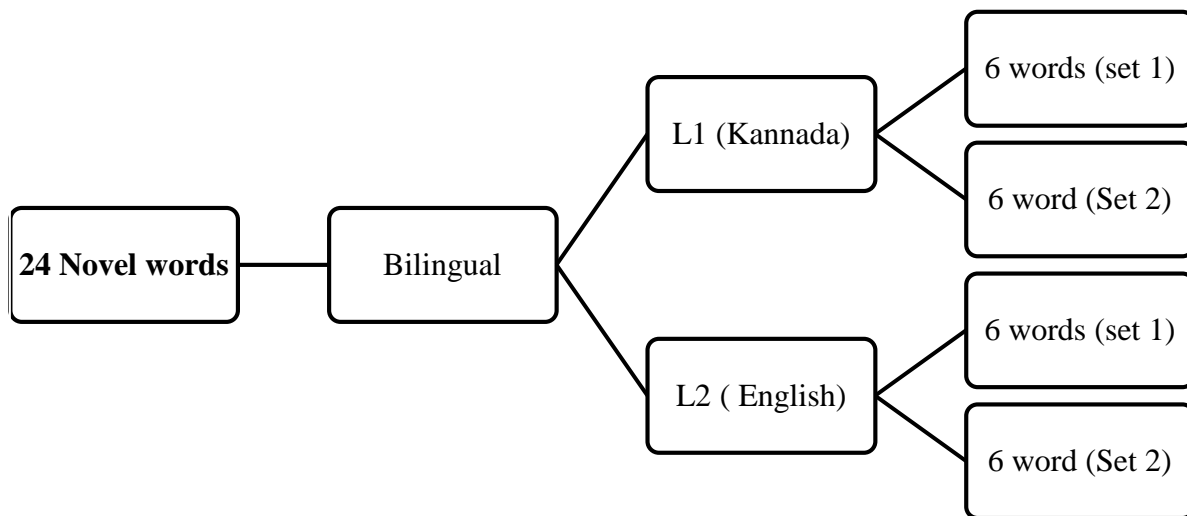 24 Novel words
Bilingual
L1 (Kannada)
6 words (set 1)
6 word (Set 2)
L2 ( English)
6 words (set 1)
6 word (Set 2)